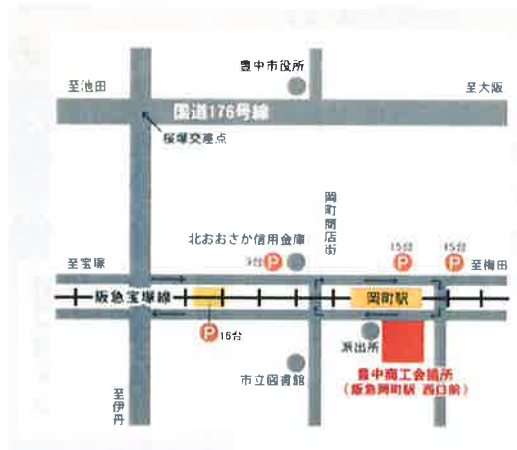 豊中市役所
至池田
至大阪
国道176号線
桜塚交差点
岡町商店街
北おおさか信用金庫
5台
P
15台
P
15台
P
至宝塚
至梅田
阪急宝塚線
岡町駅
P
16台
派出所
市立図書館
豊中商工会議所
(阪急岡町駅 西口前)
至伊丹